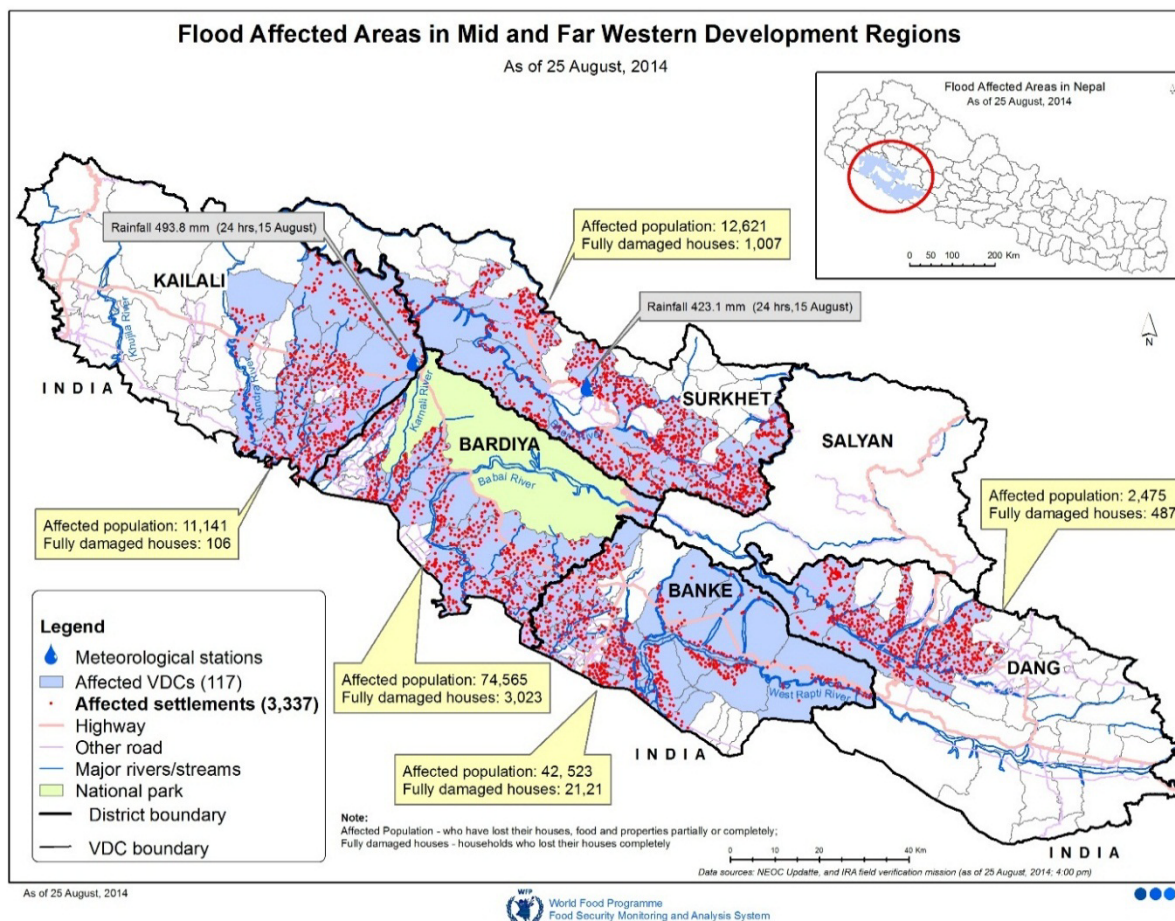 Flood Affected Areas in Mid and Far Western Development Regions
As of 25 August, 2014
Flood Affected Areas in Nepal
As of 25 August, 2014
0 50 100 200 Km
N
Rainfall 493.8 mm (24 hrs,15 August)
Affected population: 12,621
Fully damaged houses: 1,007
Rainfall 423.1 mm (24 hrs,15 August)
KAILALI
Kandra River
Karnali River
INDIA
SURKHET
BARDIYA
Babai River
SALYAN
Affected population: 11,141
Fully damaged houses: 106
Affected population: 2,475
Fully damaged houses: 487
BANKE
DANG
West Rapti River
Affected population: 74,565
Fully damaged houses: 3,023
INDIA
Affected population: 42, 523
Fully damaged houses: 21,21
INDIA
Legend
Meteorological stations
Affected VDCs (117)
Affected settlements (3,337)
Highway
Other road
Major rivers/streams
National park
District boundary
VDC boundary
Note:
Affected Population - who have lost their houses, food and properties partially or completely;
Fully damaged houses - households who lost their houses completely
0 10 20 40 Km
Data sources: NEOC Updatte, and IRA field verification mission (as of 25 August, 2014; 4:00 pm)
As of 25 August, 2014
WFP
World Food Programme
Food Security Monitoring and Analysis System